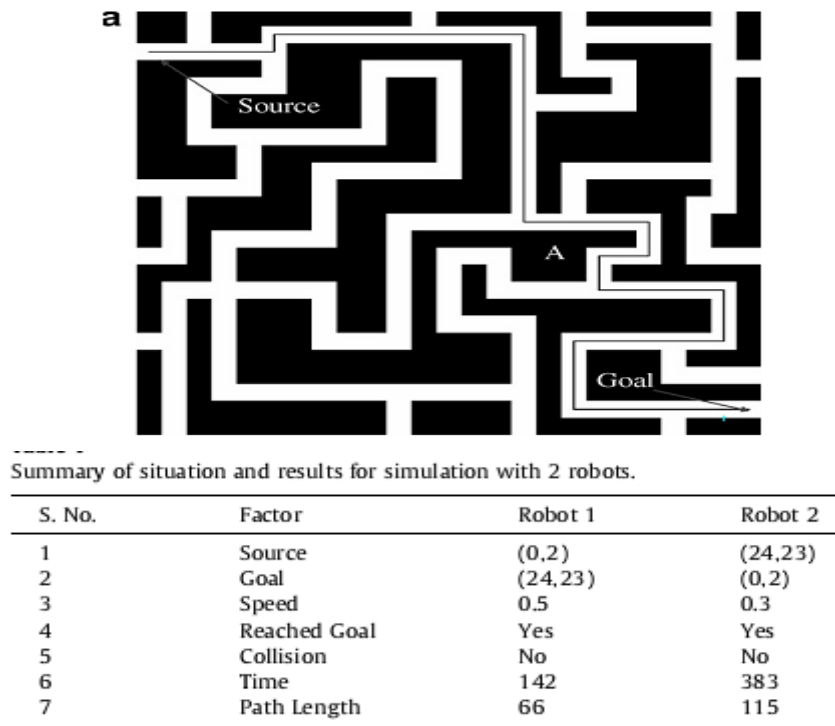 a
Source
A
Goal
Summary of situation and results for simulation with 2 robots.
S. No. Factor Robot 1 Robot 2
1 Source (0,2) (24,23)
2 Goal (24,23) (0,2)
3 Speed 0.5 0.3
4 Reached Goal Yes Yes
5 Collision No No
6 Time 142 383
7 Path Length 66 115